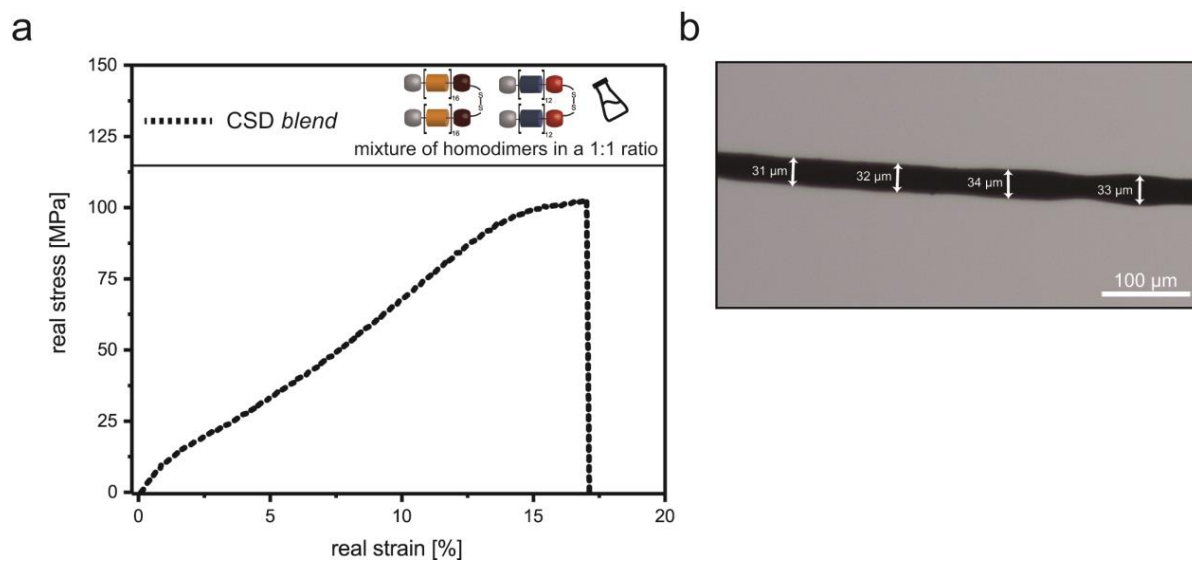 a
b
150
125
100
75
50
25
0
real stress [MPa]
CSD blend
16
16
S
S
12
12
S
S
mixture of homodimers in a 1:1 ratio
0
5
10
15
20
real strain [%]
31 µm
32 µm
34 µm
33 µm
100 µm